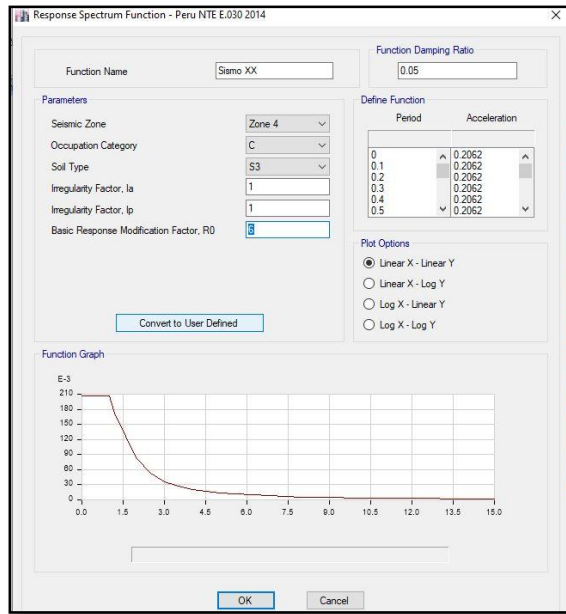 Response Spectrum Function - Peru NTE E.030 2014
Function Name
Sismo XX
Function Damping Ratio
0.05
Parameters
Seismic Zone
Zone 4
Occupation Category
C
Soil Type
S3
Irregularity Factor, Ia
1
Irregularity Factor, Ip
1
Basic Response Modification Factor, R0
6
Convert to User Defined
Define Function
Period Acceleration
0 0.2062
0.1 0.2062
0.2 0.2062
0.3 0.2062
0.4 0.2062
0.5 0.2062
Plot Options
Linear X - Linear Y
Linear X - Log Y
Log X - Linear Y
Log X - Log Y
Function Graph
E-3
210
180
150
120
90
60
30
0
0.0 1.5 3.0 4.5 6.0 7.5 9.0 10.5 12.0 13.5 15.0
OK Cancel